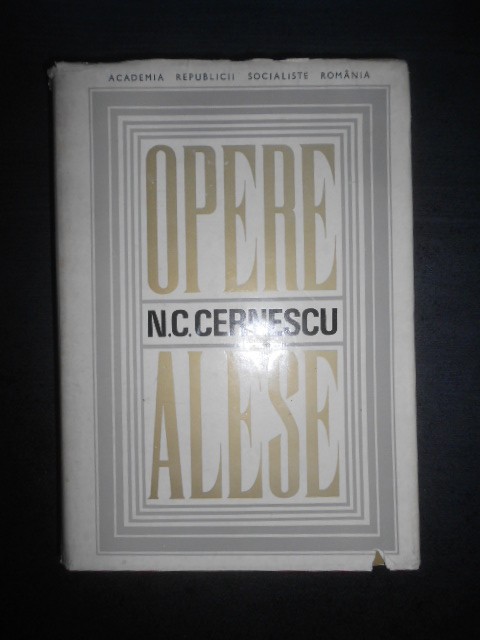 ACADEMIA REPUBLICII SOCIALISTE ROMÂNIA
OPERE
N.C.CERNESCU
ALESE